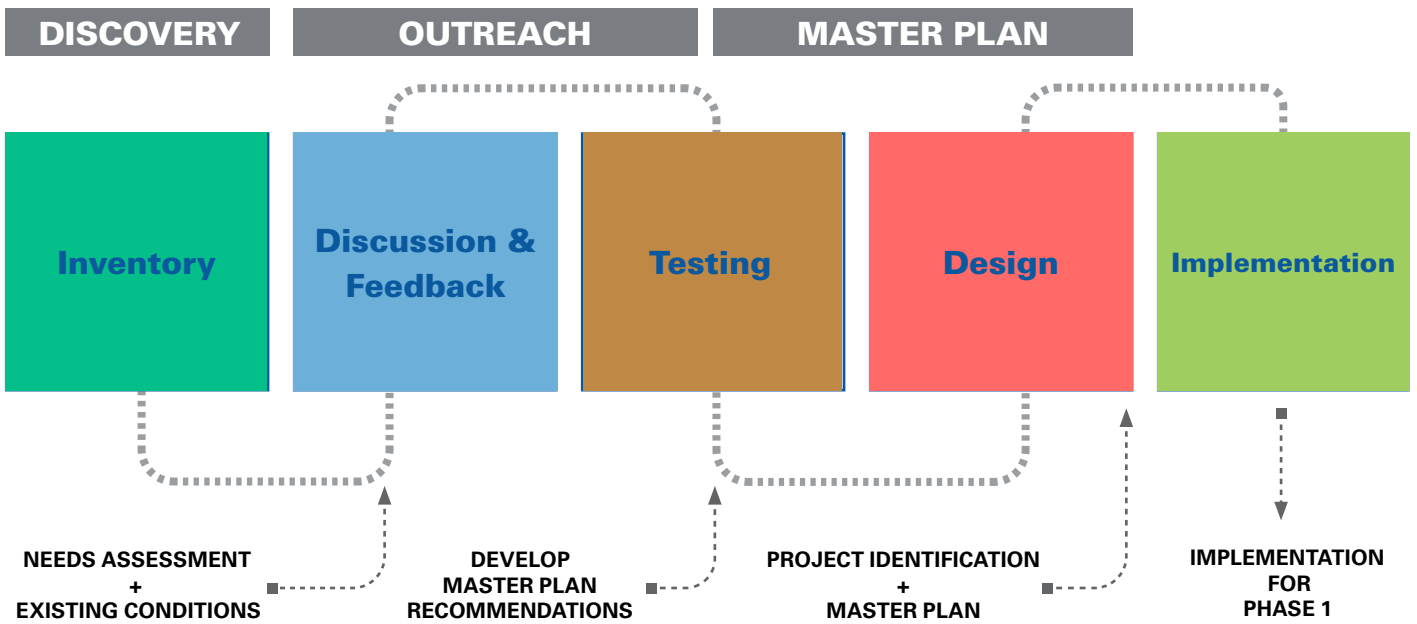 DISCOVERY
OUTREACH
MASTER PLAN
Inventory
Discussion &
Feedback
Testing
Design
Implementation
NEEDS ASSESSMENT
+
EXISTING CONDITIONS
DEVELOP
MASTER PLAN
RECOMMENDATIONS
PROJECT IDENTIFICATION
+
MASTER PLAN
IMPLEMENTATION
FOR
PHASE 1